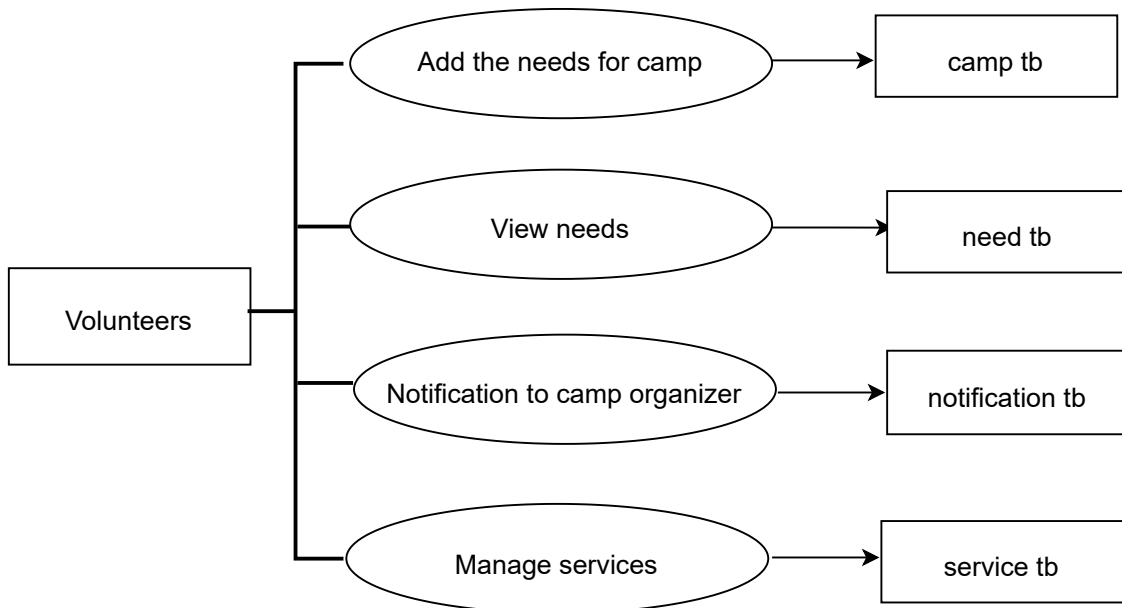 Add the needs for camp
camp tb
View needs
need tb
Volunteers
Notification to camp organizer
notification tb
Manage services
service tb